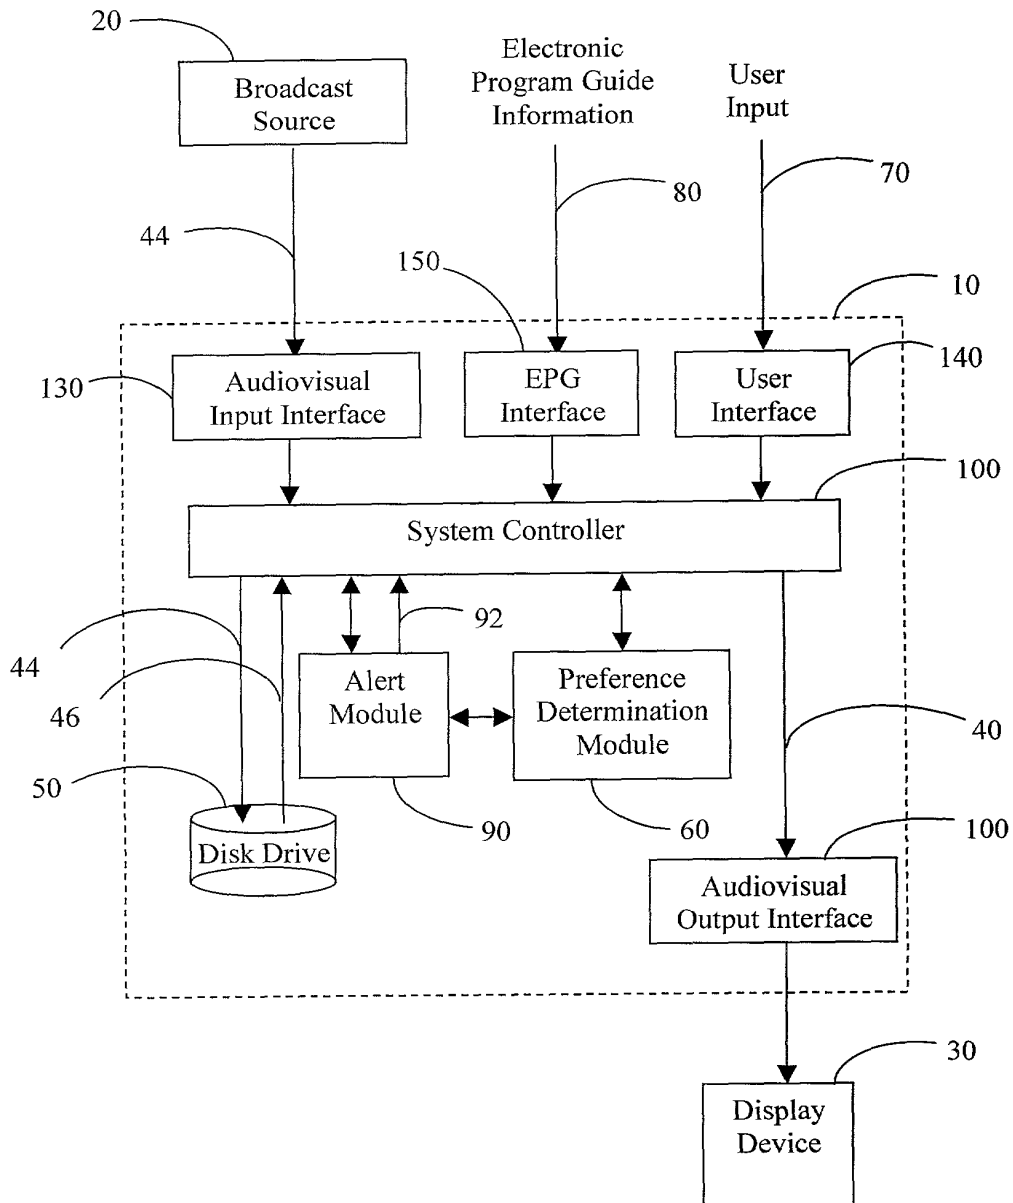 20
Broadcast
Source
Electronic
Program Guide
Information
User
Input
44
80
70
150
10
130
Audiovisual
Input Interface
EPG
Interface
User
Interface
140
100
System Controller
44
46
92
Alert
Module
Preference
Determination
Module
40
50
Disk Drive
90
60
100
Audiovisual
Output Interface
30
Display
Device